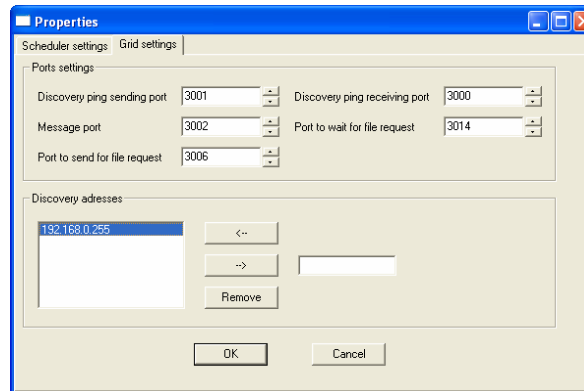 Properties
Scheduler settings Grid settings
Ports settings
Discovery ping sending port 3001 Discovery ping receiving port 3000
Message port 3002 Port to wait for file request 3014
Port to send for file request 3006
Discovery adresses
192.168.0.255
<--
-->
Remove
OK Cancel